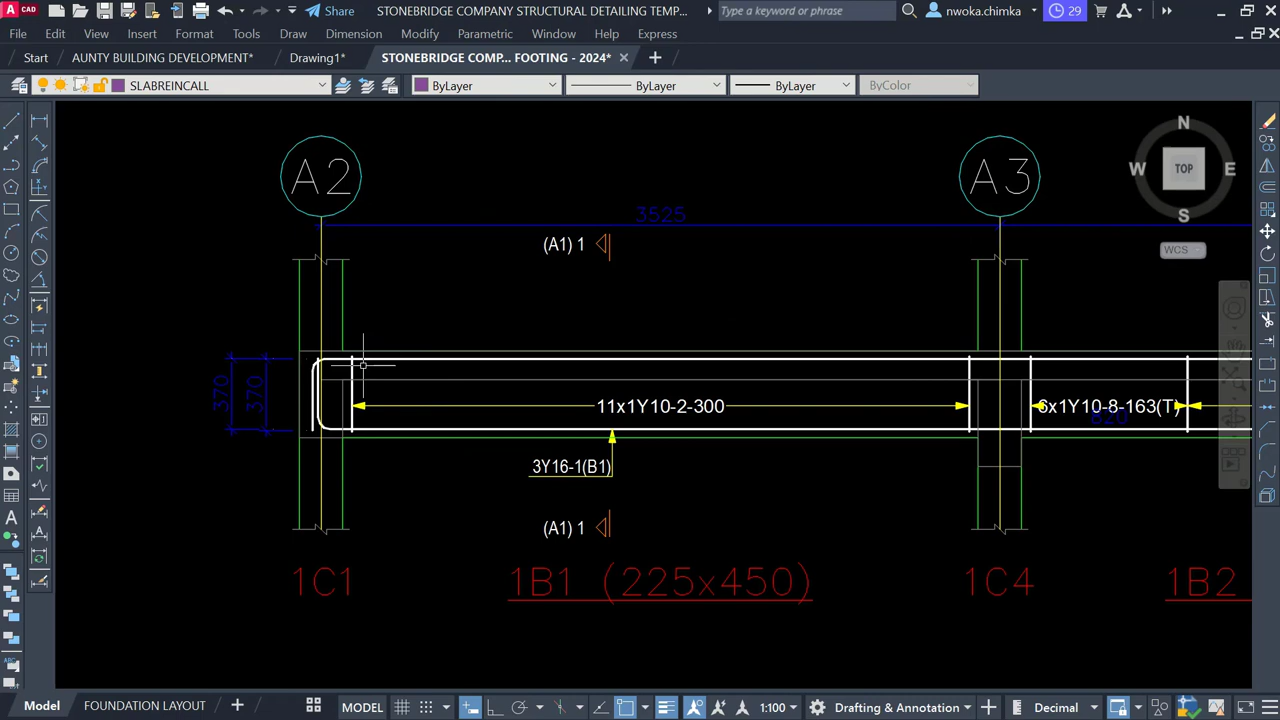 CAD
Share
STONEBRIDGE COMPANY STRUCTURAL DETAILING TEMP...
Type a keyword or phrase
nwoka.chimka
29
File Edit View Insert Format Tools Draw Dimension Modify Parametric Window Help Express
Start
AUNTY BUILDING DEVELOPMENT*
Drawing1*
STONEBRIDGE COMP... FOOTING - 2024*
SLABREINCALL
ByLayer
ByLayer
ByLayer
ByColor
A2
A3
N
W
TOP
E
S
WCS
3525
(A1) 1
370
370
11x1Y10-2-300
6x1Y10-8-163(T)
820
3Y16-1(B1)
(A1) 1
1C1
1B1 (225x450)
1C4
1B2
Model
FOUNDATION LAYOUT
MODEL
1:100
Drafting & Annotation
Decimal